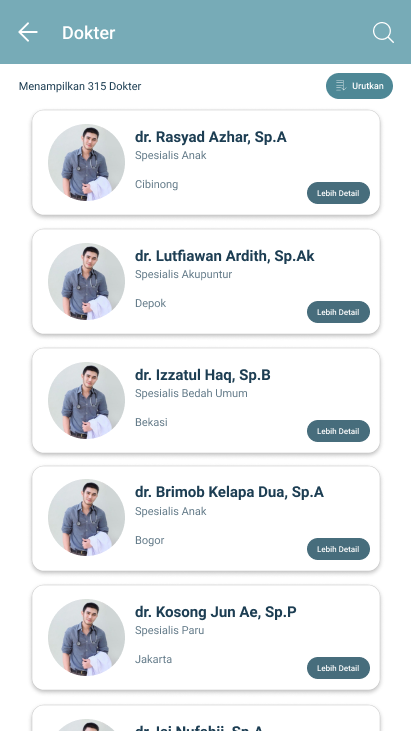 Dokter
Menampilkan 315 Dokter
Urutkan
dr. Rasyad Azhar, Sp.A
Spesialis Anak
Cibinong
Lebih Detail
dr. Lutfiawan Ardith, Sp.Ak
Spesialis Akupuntur
Depok
Lebih Detail
dr. Izzatul Haq, Sp.B
Spesialis Bedah Umum
Bekasi
Lebih Detail
dr. Brimob Kelapa Dua, Sp.A
Spesialis Anak
Bogor
Lebih Detail
dr. Kosong Jun Ae, Sp.P
Spesialis Paru
Jakarta
Lebih Detail